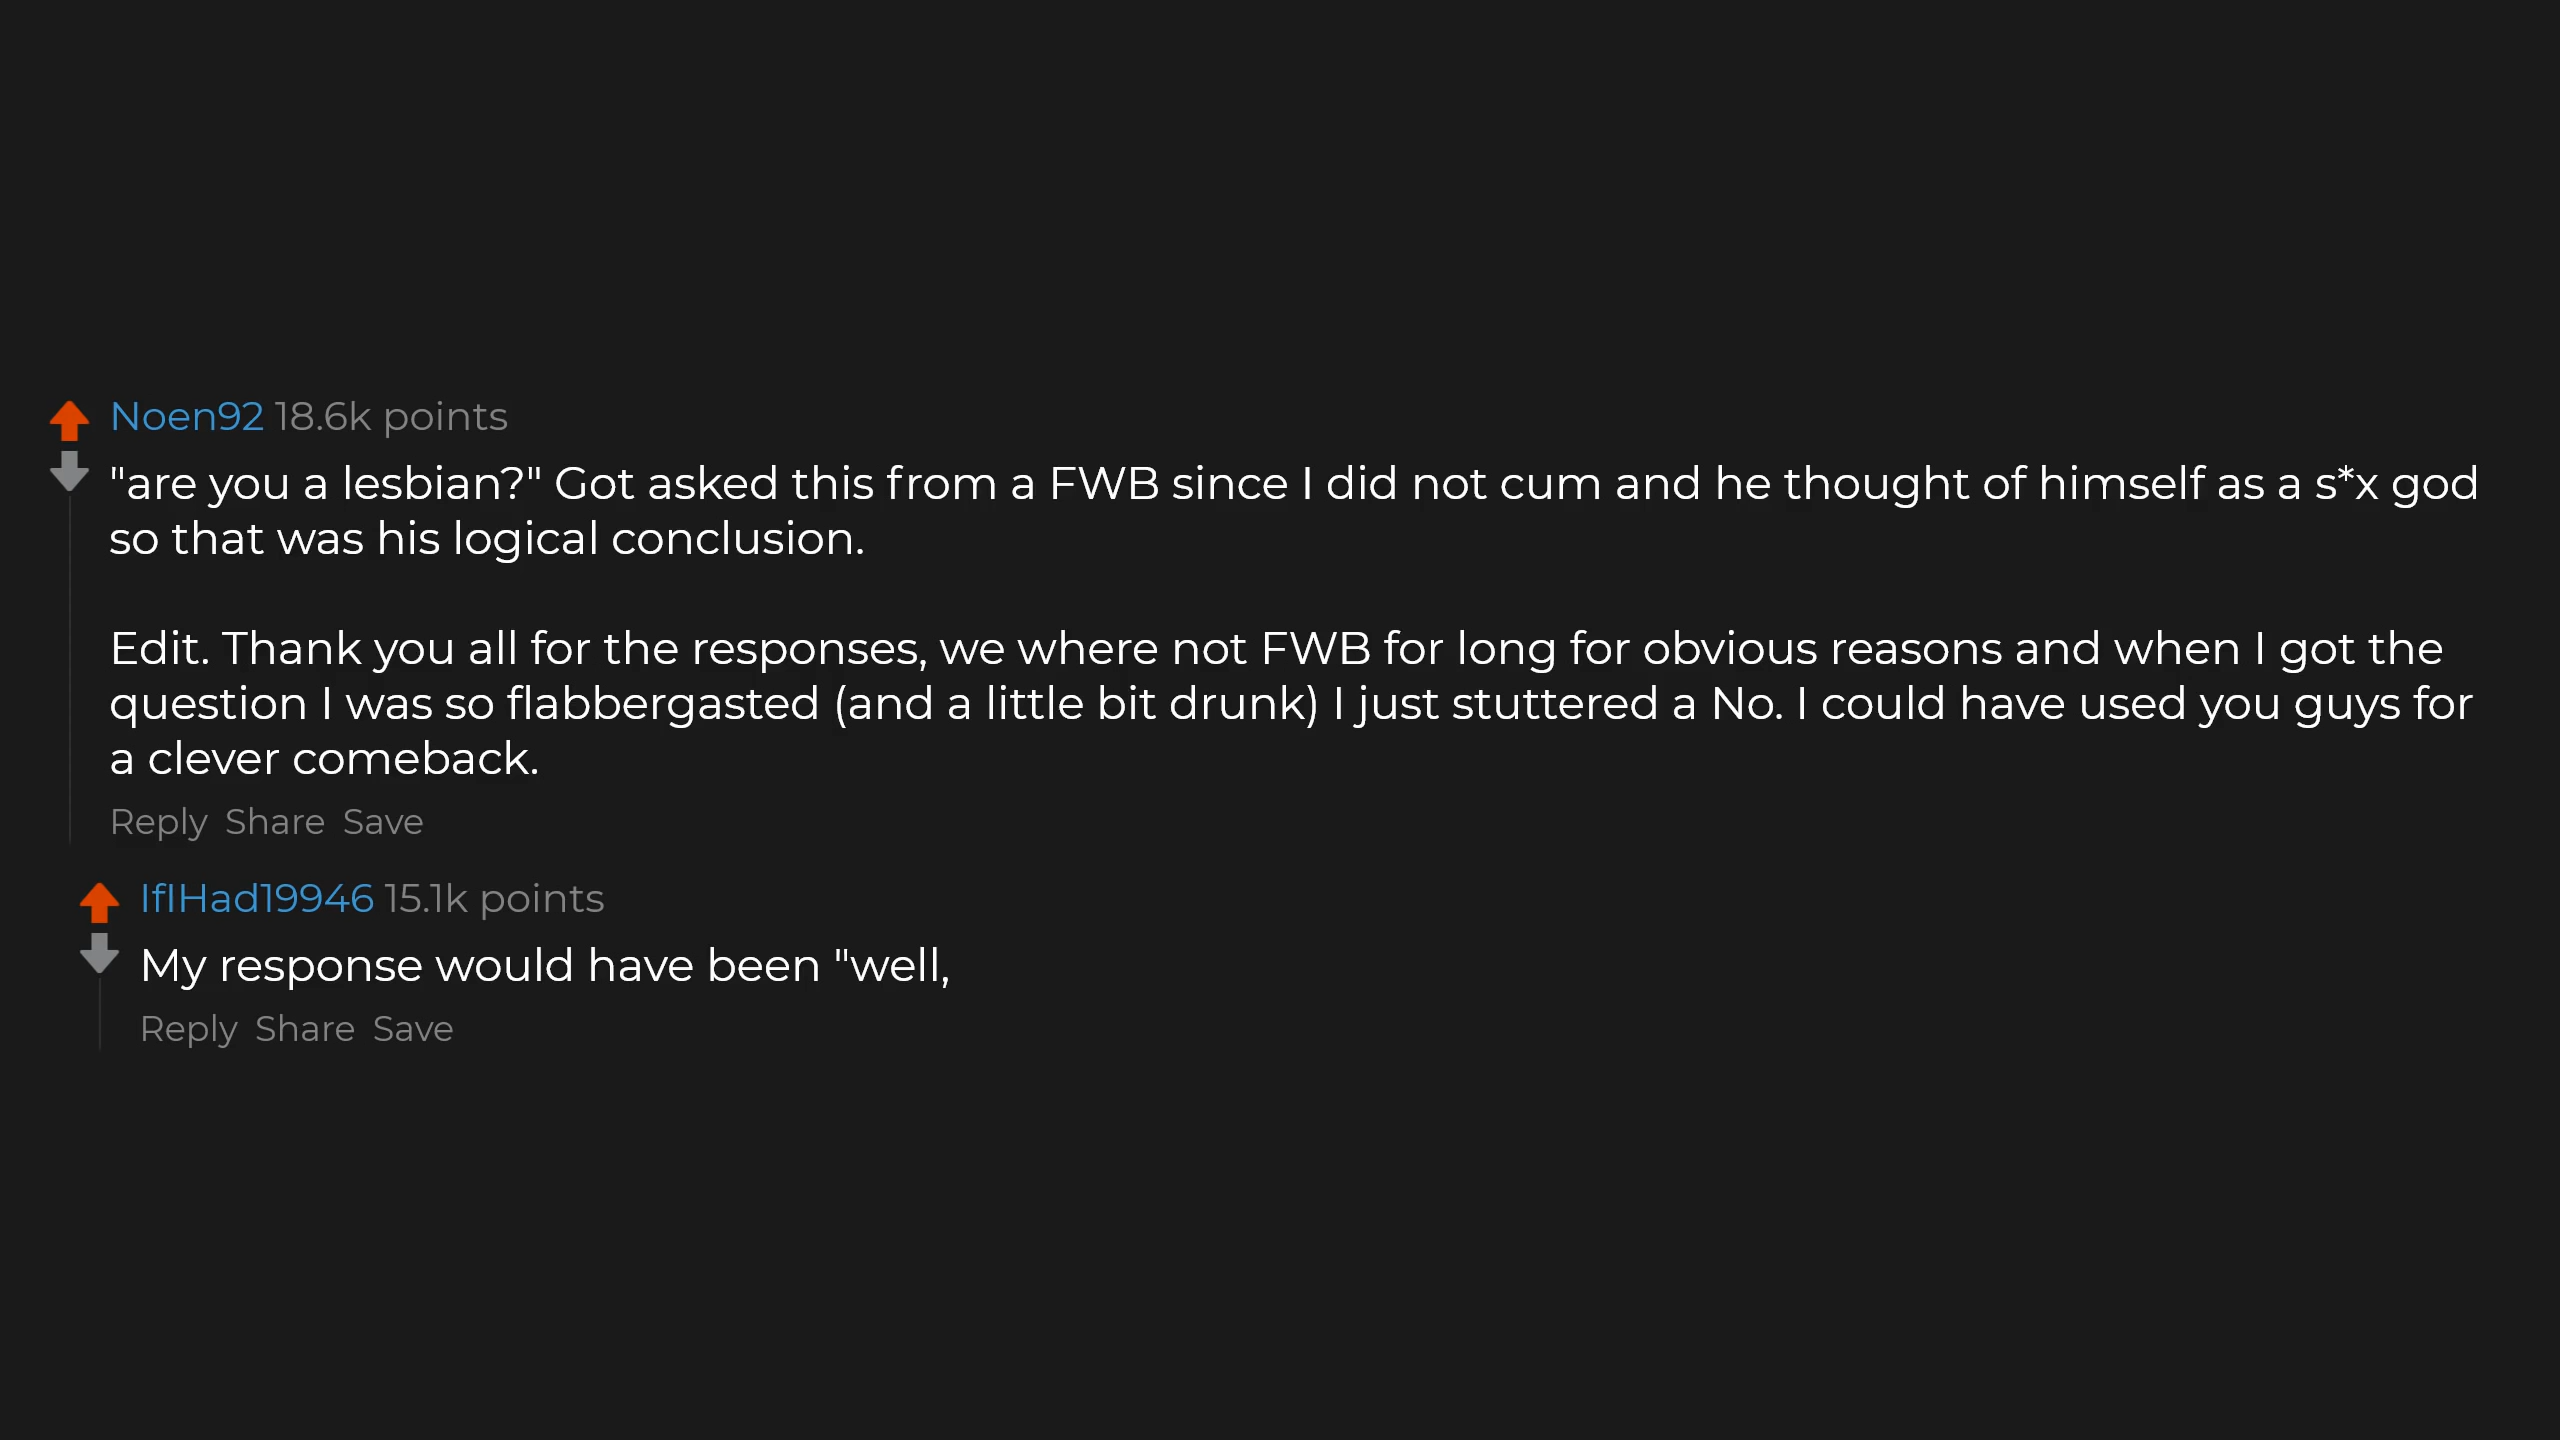 Noen92 18.6k points
"are you a lesbian?" Got asked this from a FWB since I did not cum and he thought of himself as a s*x god
so that was his logical conclusion.
Edit. Thank you all for the responses, we where not FWB for long for obvious reasons and when I got the
question I was so flabbergasted (and a little bit drunk) I just stuttered a No. I could have used you guys for
a clever comeback.
Reply Share Save
IfIHad19946 15.1k points
My response would have been "well,
Reply Share Save